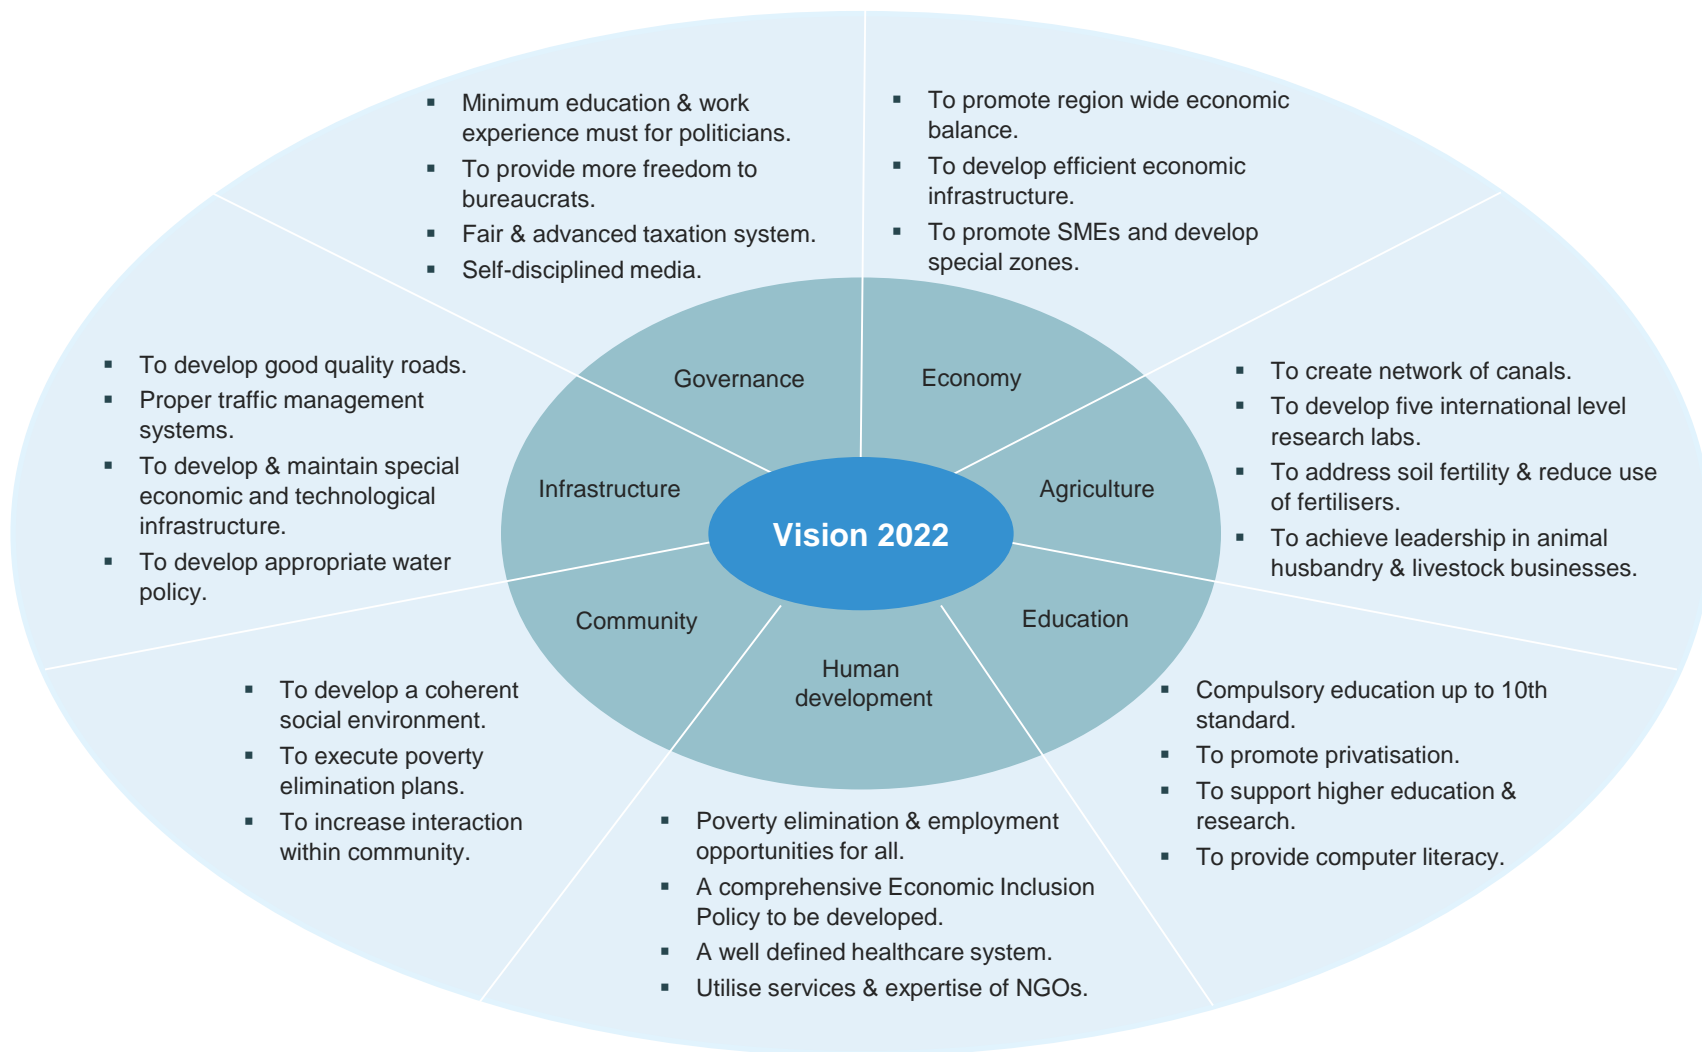 ▪ Minimum education & work
experience must for politicians.
▪ To provide more freedom to
bureaucrats.
▪ Fair & advanced taxation system.
▪ Self-disciplined media.
▪ To promote region wide economic
balance.
▪ To develop efficient economic
infrastructure.
▪ To promote SMEs and develop
special zones.
▪ To develop good quality roads.
▪ Proper traffic management
systems.
▪ To develop & maintain special
economic and technological
infrastructure.
▪ To develop appropriate water
policy.
Governance
Economy
Infrastructure
Agriculture
Vision 2022
Community
Education
Human
development
▪ To create network of canals.
▪ To develop five international level
research labs.
▪ To address soil fertility & reduce use
of fertilisers.
▪ To achieve leadership in animal
husbandry & livestock businesses.
▪ To develop a coherent
social environment.
▪ To execute poverty
elimination plans.
▪ To increase interaction
within community.
▪ Poverty elimination & employment
opportunities for all.
▪ A comprehensive Economic Inclusion
Policy to be developed.
▪ A well defined healthcare system.
▪ Utilise services & expertise of NGOs.
▪ Compulsory education up to 10th
standard.
▪ To promote privatisation.
▪ To support higher education &
research.
▪ To provide computer literacy.